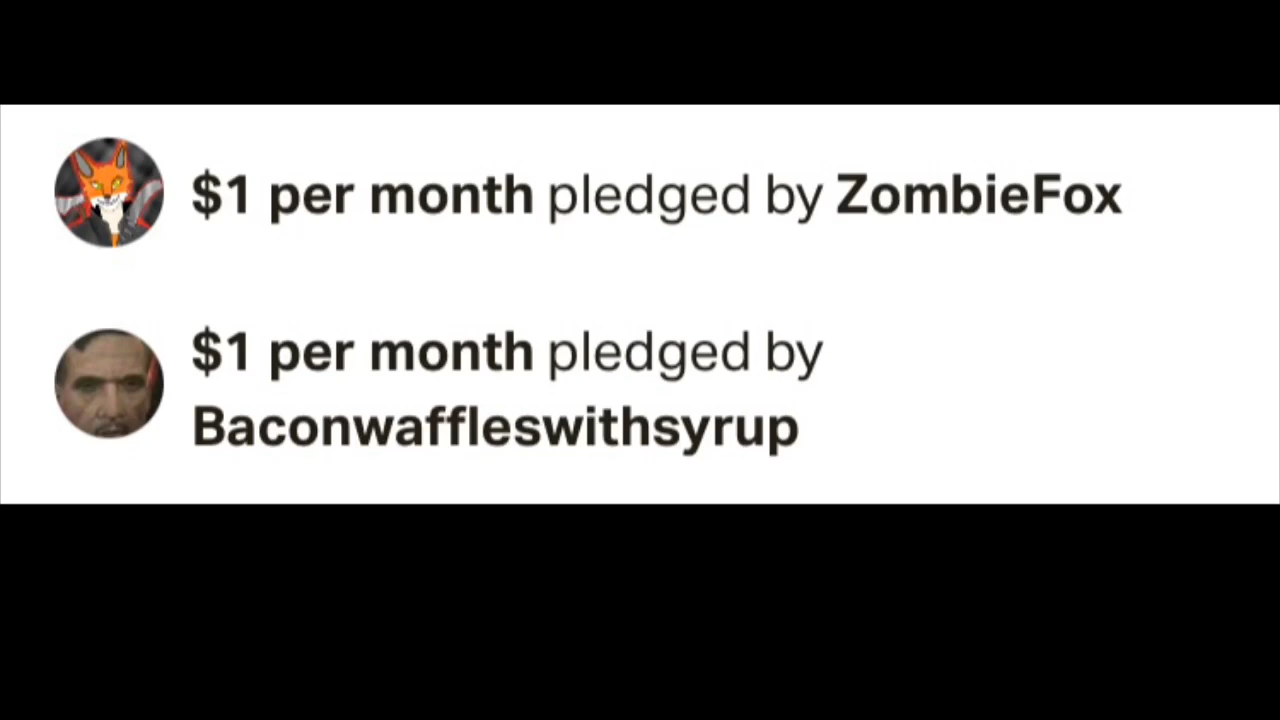 $1 per month pledged by ZombieFox
$1 per month pledged by
Baconwaffleswithsyrup